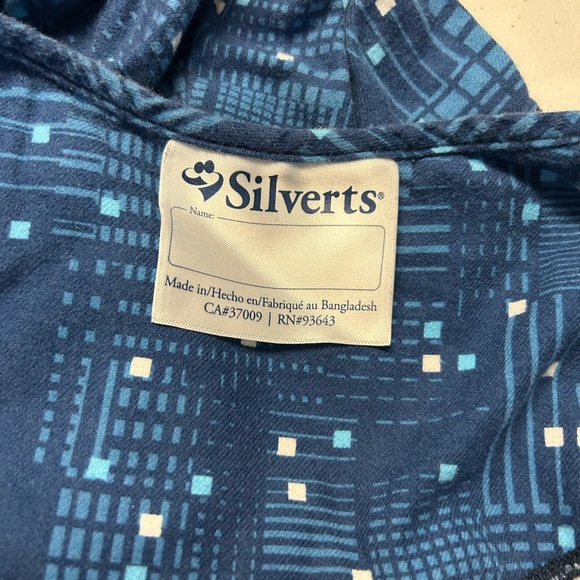 Silverts®
Name:
Made in/Hecho en/Fabriqué au Bangladesh
CA#37009 | RN#93643